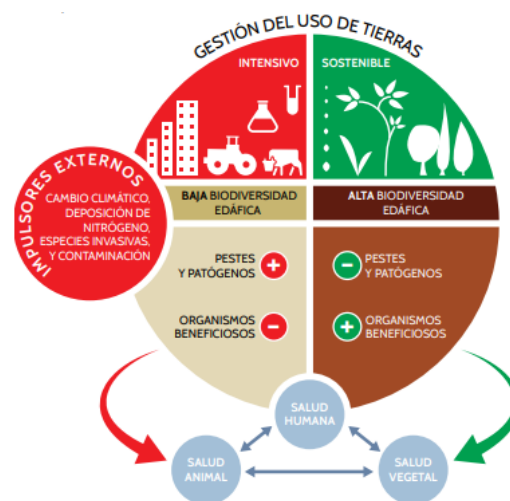 GESTIÓN DEL USO DE TIERRAS
INTENSIVO
SOSTENIBLE
IMPULSORES EXTERNOS
CAMBIO CLIMÁTICO,
DEPOSICIÓN DE
NITRÓGENO,
ESPECIES INVASIVAS,
Y CONTAMINACIÓN
BAJA BIODIVERSIDAD
EDÁFICA
ALTA BIODIVERSIDAD
EDÁFICA
PESTES
Y PATÓGENOS
+
ORGANISMOS
BENEFICIOSOS
−
−
PESTES
Y PATÓGENOS
+
ORGANISMOS
BENEFICIOSOS
SALUD
HUMANA
SALUD
ANIMAL
SALUD
VEGETAL